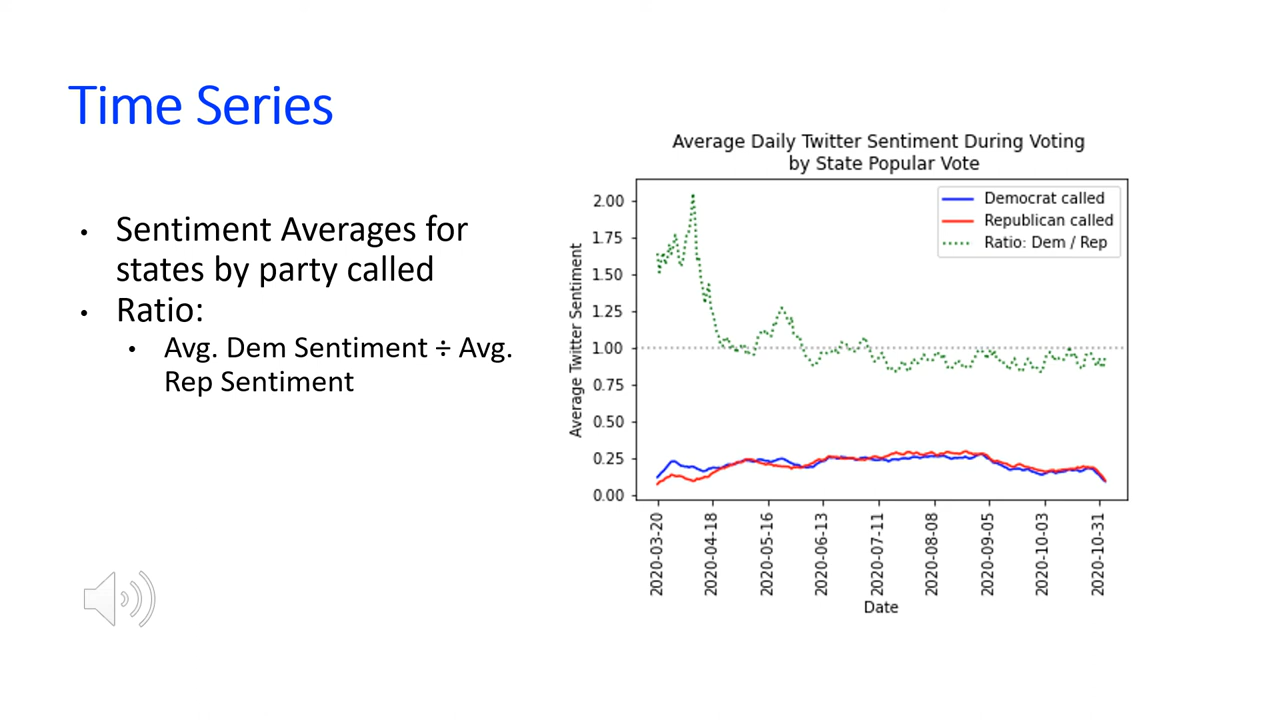 Time Series
• Sentiment Averages for
states by party called
• Ratio:
• Avg. Dem Sentiment ÷ Avg.
Rep Sentiment
Average Daily Twitter Sentiment During Voting
by State Popular Vote
Democrat called
Republican called
Ratio: Dem / Rep
Average Twitter Sentiment
2.00
1.75
1.50
1.25
1.00
0.75
0.50
0.25
0.00
2020-03-20
2020-04-18
2020-05-16
2020-06-13
2020-07-11
2020-08-08
2020-09-05
2020-10-03
2020-10-31
Date